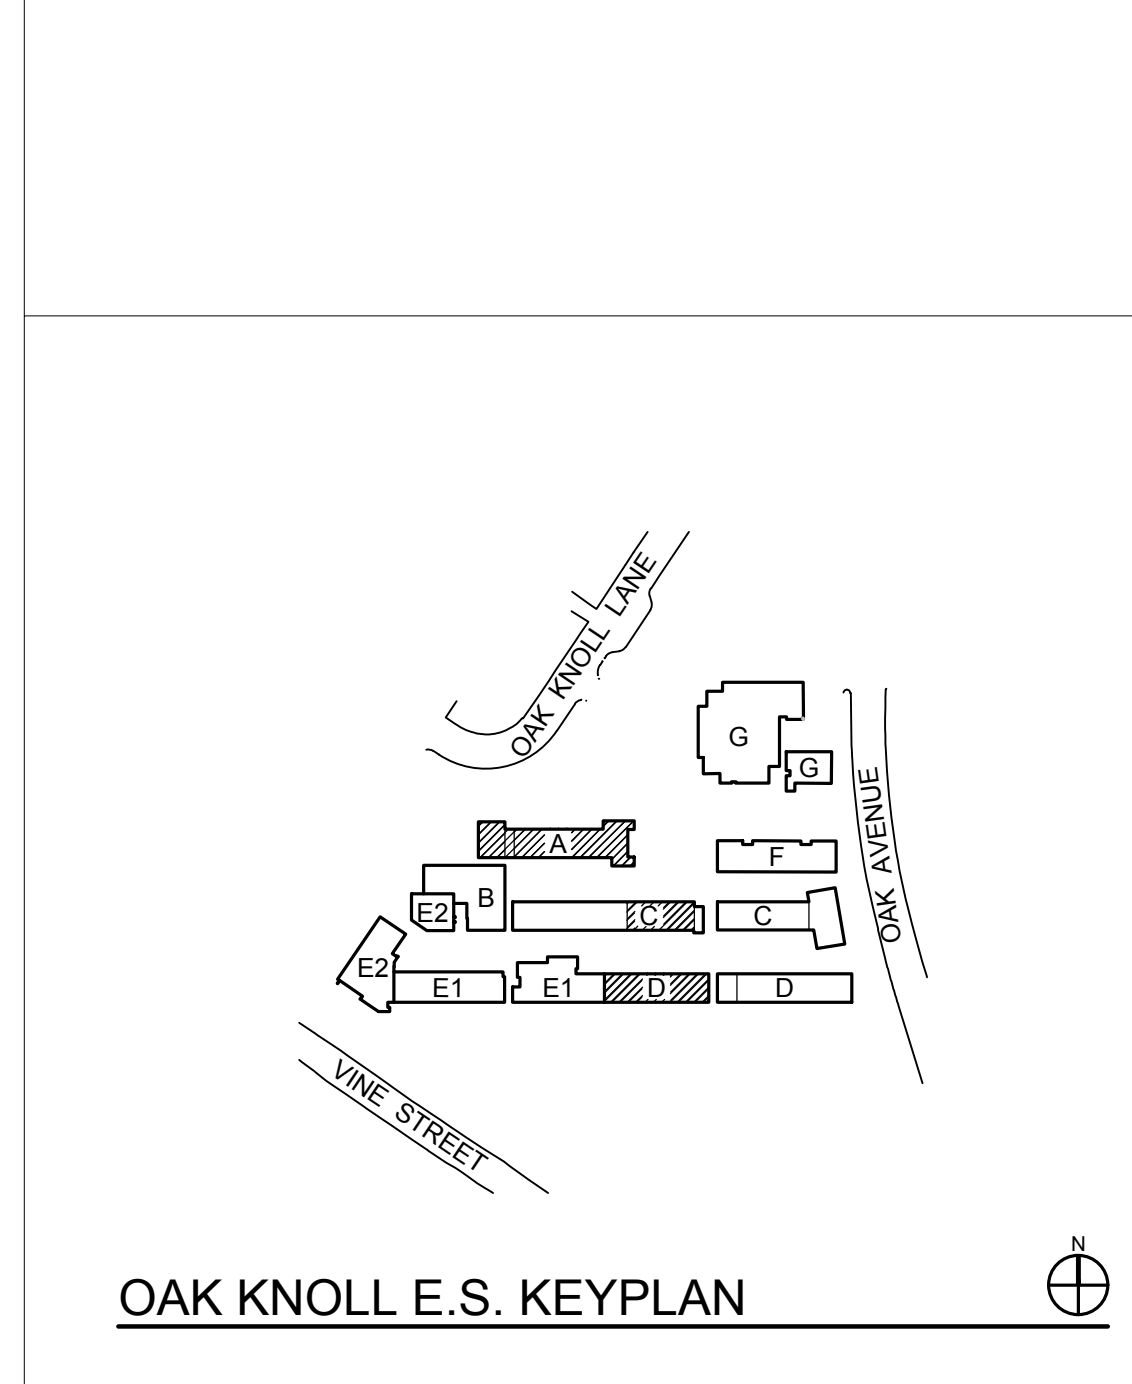 OAK KNOLL LANE
G
G
OAK AVENUE
A
F
B
E2
C
C
E2
E1
E1
D
D
VINE STREET
N
OAK KNOLL E.S. KEYPLAN